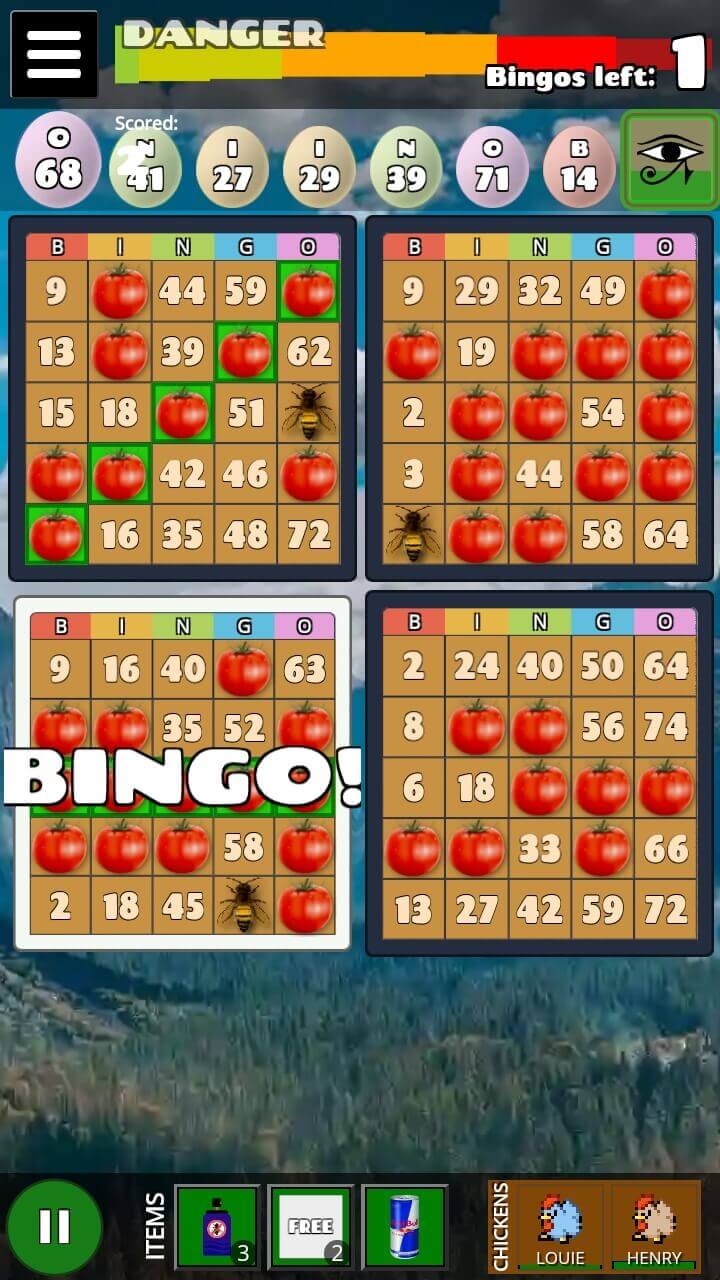 DANGER
Bingos left: 1
Scored:
2
O 68
N 41
I 27
I 29
N 39
O 71
B 14
B I N G O
9 44 59
13 39 62
15 18 51
42 46
16 35 48 72
B I N G O
9 29 32 49
19
2 54
3 44
58 64
B I N G O
9 16 40 63
35 52
BINGO!
58
2 18 45
B I N G O
2 24 40 50 64
8 56 74
6 18
33 66
13 27 42 59 72
ITEMS
3
FREE
2
CHICKENS
LOUIE
HENRY